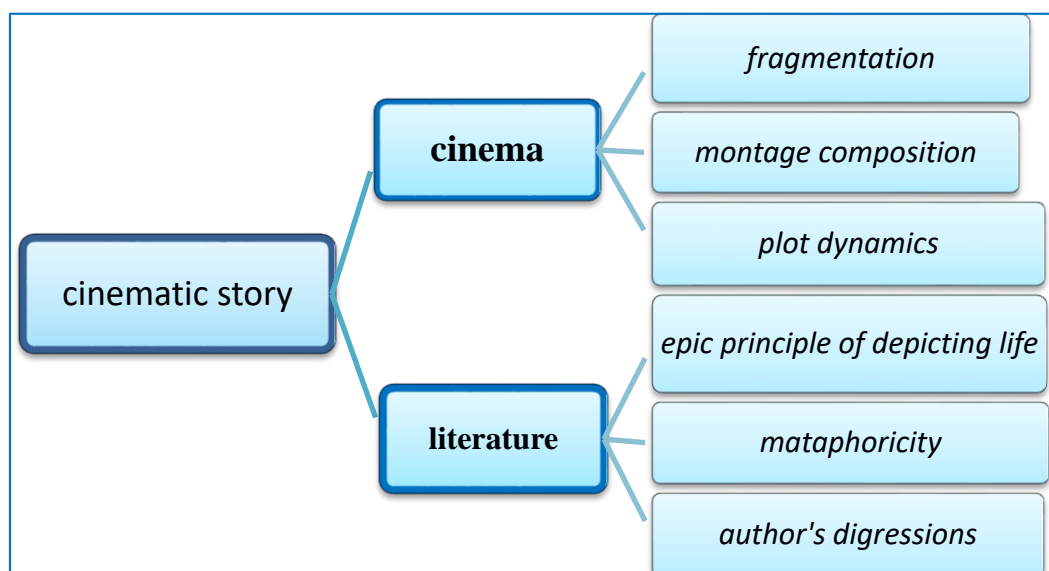 cinematic story
cinema
fragmentation
montage composition
plot dynamics
literature
epic principle of depicting life
mataphoricity
author's digressions